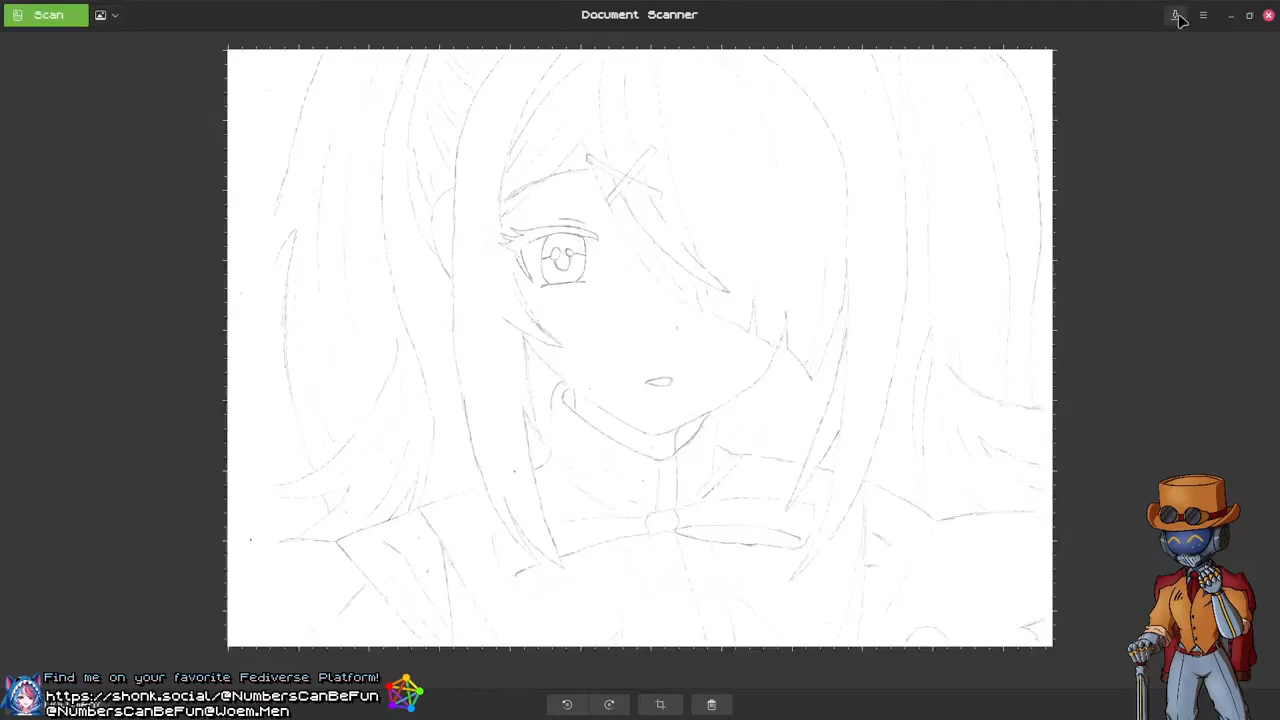 Scan
Document Scanner
Find me on your favorite Fediverse Platform!
https://shonk.social/@NumbersCanBeFun
@NumbersCanBeFun@Woem.Men